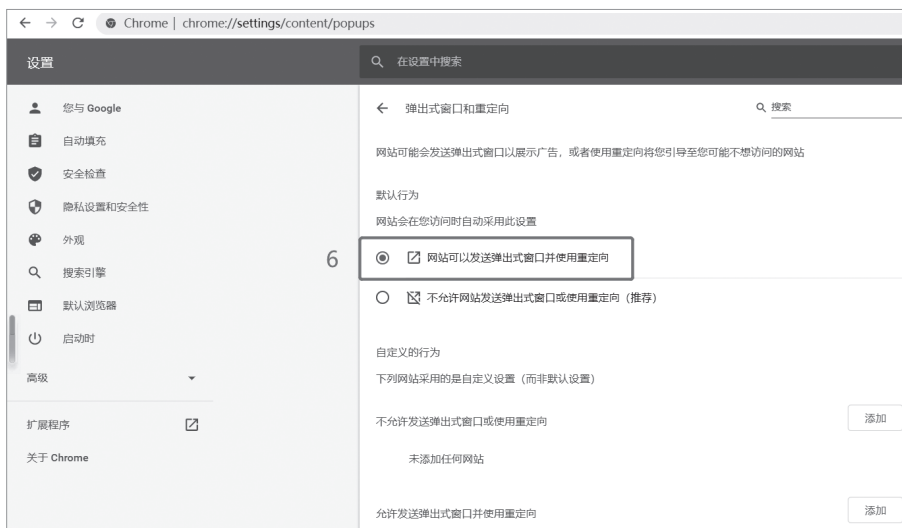 Chrome | chrome://settings/content/popups
设置
在设置中搜索
您与 Google
自动填充
安全检查
隐私设置和安全性
外观
搜索引擎
默认浏览器
启动时
高级
扩展程序
关于 Chrome
弹出式窗口和重定向
搜索
网站可能会发送弹出式窗口以展示广告，或者使用重定向将您引导至您可能不想访问的网站
默认行为
网站会在您访问时自动采用此设置
6
网站可以发送弹出式窗口并使用重定向
不允许网站发送弹出式窗口或使用重定向（推荐）
自定义的行为
下列网站采用的是自定义设置（而非默认设置）
不允许发送弹出式窗口或使用重定向
添加
未添加任何网站
允许发送弹出式窗口并使用重定向
添加